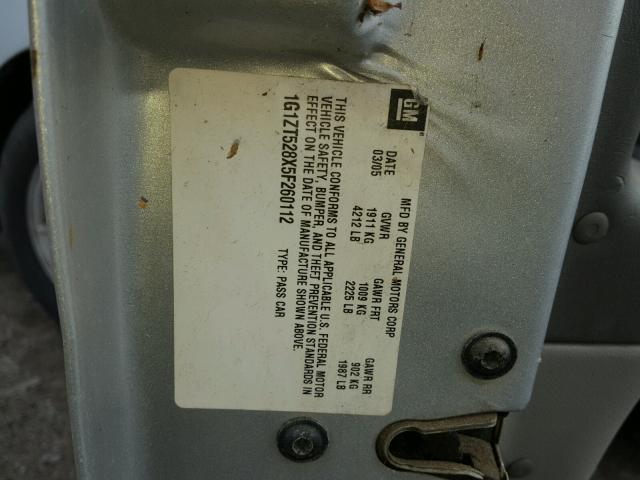 GM
MFD BY GENERAL MOTORS CORP
DATE GVWR GAWR FRT GAWR RR
03/05 1911 KG 1009 KG 902 KG
4212 LB 2225 LB 1987 LB
THIS VEHICLE CONFORMS TO ALL APPLICABLE U.S. FEDERAL MOTOR
VEHICLE SAFETY, BUMPER, AND THEFT PREVENTION STANDARDS IN
EFFECT ON THE DATE OF MANUFACTURE SHOWN ABOVE.
1G1ZT528X5F260112 TYPE: PASS CAR